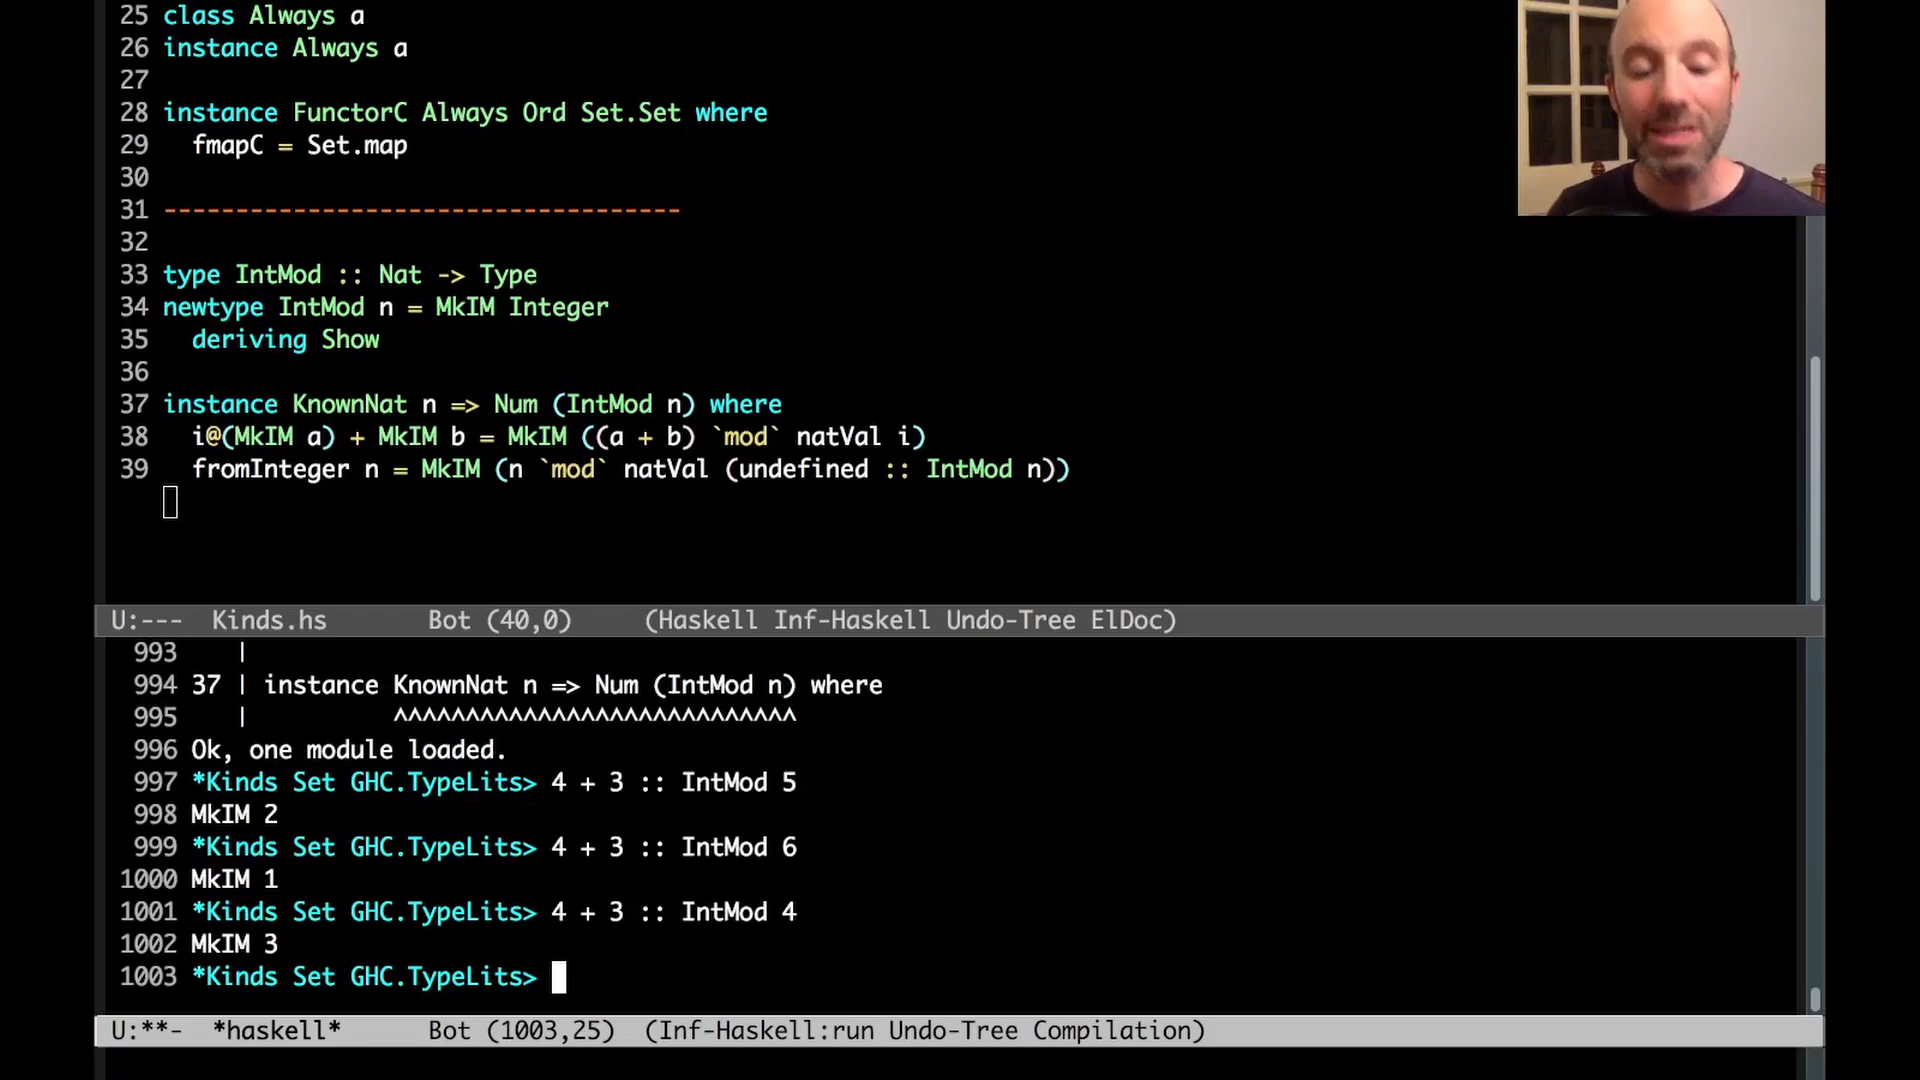 25 class Always a
26 instance Always a
27
28 instance FunctorC Always Ord Set.Set where
29   fmapC = Set.map
30
31 ------------------------------------
32
33 type IntMod :: Nat -> Type
34 newtype IntMod n = MkIM Integer
35   deriving Show
36
37 instance KnownNat n => Num (IntMod n) where
38   i@(MkIM a) + MkIM b = MkIM ((a + b) `mod` natVal i)
39   fromInteger n = MkIM (n `mod` natVal (undefined :: IntMod n))
U:--- Kinds.hs Bot (40,0) (Haskell Inf-Haskell Undo-Tree ElDoc)
993    |
994 37 | instance KnownNat n => Num (IntMod n) where
995    |          ^^^^^^^^^^^^^^^^^^^^^^^^^^^^
996 Ok, one module loaded.
997 *Kinds Set GHC.TypeLits> 4 + 3 :: IntMod 5
998 MkIM 2
999 *Kinds Set GHC.TypeLits> 4 + 3 :: IntMod 6
1000 MkIM 1
1001 *Kinds Set GHC.TypeLits> 4 + 3 :: IntMod 4
1002 MkIM 3
1003 *Kinds Set GHC.TypeLits>
U:**- *haskell* Bot (1003,25) (Inf-Haskell:run Undo-Tree Compilation)